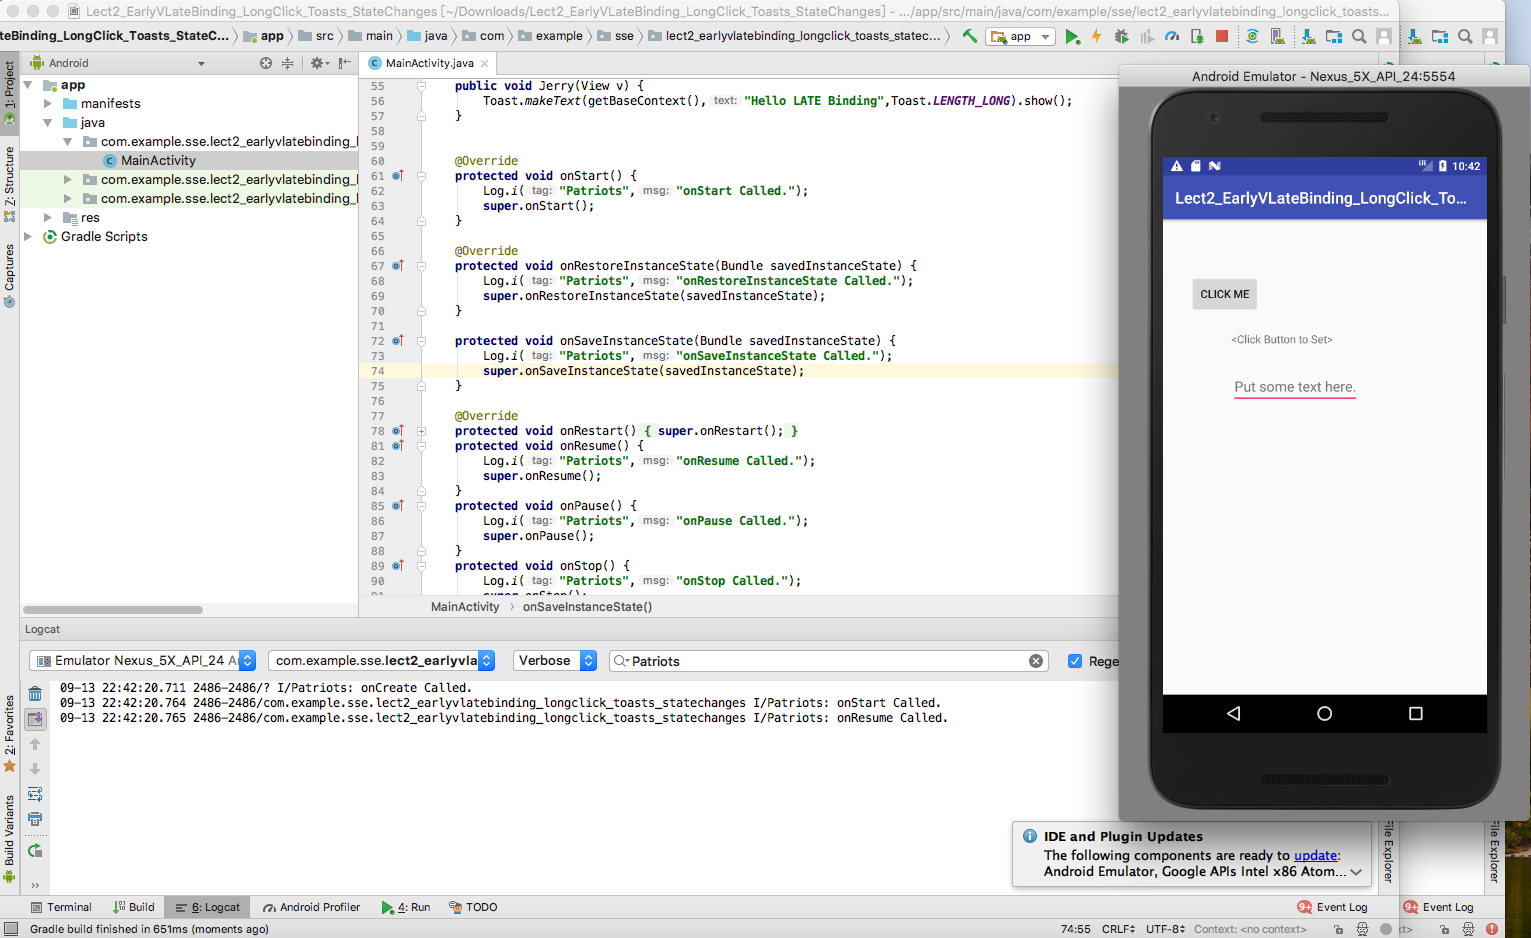 Lect2_EarlyVLateBinding_LongClick_Toasts_StateChanges [~/Downloads/Lect2_EarlyVLateBinding_LongClick_Toasts_StateChanges] - .../app/src/main/java/com/example/sse/lect2_earlyvlatebinding_longclick_toasts...
teBinding_LongClick_Toasts_StateC... app src main java com example sse lect2_earlyvlatebinding_longclick_toasts_statec... app
Android
MainActivity.java
1: Project
Z: Structure
Captures
2: Favorites
Build Variants
app
manifests
java
com.example.sse.lect2_earlyvlatebinding_l
MainActivity
com.example.sse.lect2_earlyvlatebinding_l
com.example.sse.lect2_earlyvlatebinding_l
res
Gradle Scripts
55 public void Jerry(View v) {
56 Toast.makeText(getBaseContext(), text: "Hello LATE Binding",Toast.LENGTH_LONG).show();
57 }
58
59
60 @Override
61 protected void onStart() {
62 Log.i( tag: "Patriots", msg: "onStart Called.");
63 super.onStart();
64 }
65
66 @Override
67 protected void onRestoreInstanceState(Bundle savedInstanceState) {
68 Log.i( tag: "Patriots", msg: "onRestoreInstanceState Called.");
69 super.onRestoreInstanceState(savedInstanceState);
70 }
71
72 protected void onSaveInstanceState(Bundle savedInstanceState) {
73 Log.i( tag: "Patriots", msg: "onSaveInstanceState Called.");
74 super.onSaveInstanceState(savedInstanceState);
75 }
76
77 @Override
78 protected void onRestart() { super.onRestart(); }
81 protected void onResume() {
82 Log.i( tag: "Patriots", msg: "onResume Called.");
83 super.onResume();
84 }
85 protected void onPause() {
86 Log.i( tag: "Patriots", msg: "onPause Called.");
87 super.onPause();
88 }
89 protected void onStop() {
90 Log.i( tag: "Patriots", msg: "onStop Called.");
91 super.onStop();
MainActivity > onSaveInstanceState()
Android Emulator - Nexus_5X_API_24:5554
LTE 10:42
Lect2_EarlyVLateBinding_LongClick_To...
CLICK ME
<Click Button to Set>
Put some text here.
Logcat
Emulator Nexus_5X_API_24 A com.example.sse.lect2_earlyvla Verbose Patriots Rege
09-13 22:42:20.711 2486-2486/? I/Patriots: onCreate Called.
09-13 22:42:20.764 2486-2486/com.example.sse.lect2_earlyvlatebinding_longclick_toasts_statechanges I/Patriots: onStart Called.
09-13 22:42:20.765 2486-2486/com.example.sse.lect2_earlyvlatebinding_longclick_toasts_statechanges I/Patriots: onResume Called.
IDE and Plugin Updates
The following components are ready to update:
Android Emulator, Google APIs Intel x86 Atom...
File Explorer
File Explorer
Terminal Build 6: Logcat Android Profiler 4: Run TODO 9+ Event Log 9+ Event Log
Gradle build finished in 651ms (moments ago) 74:55 CRLF UTF-8 Context: <no context> xt>